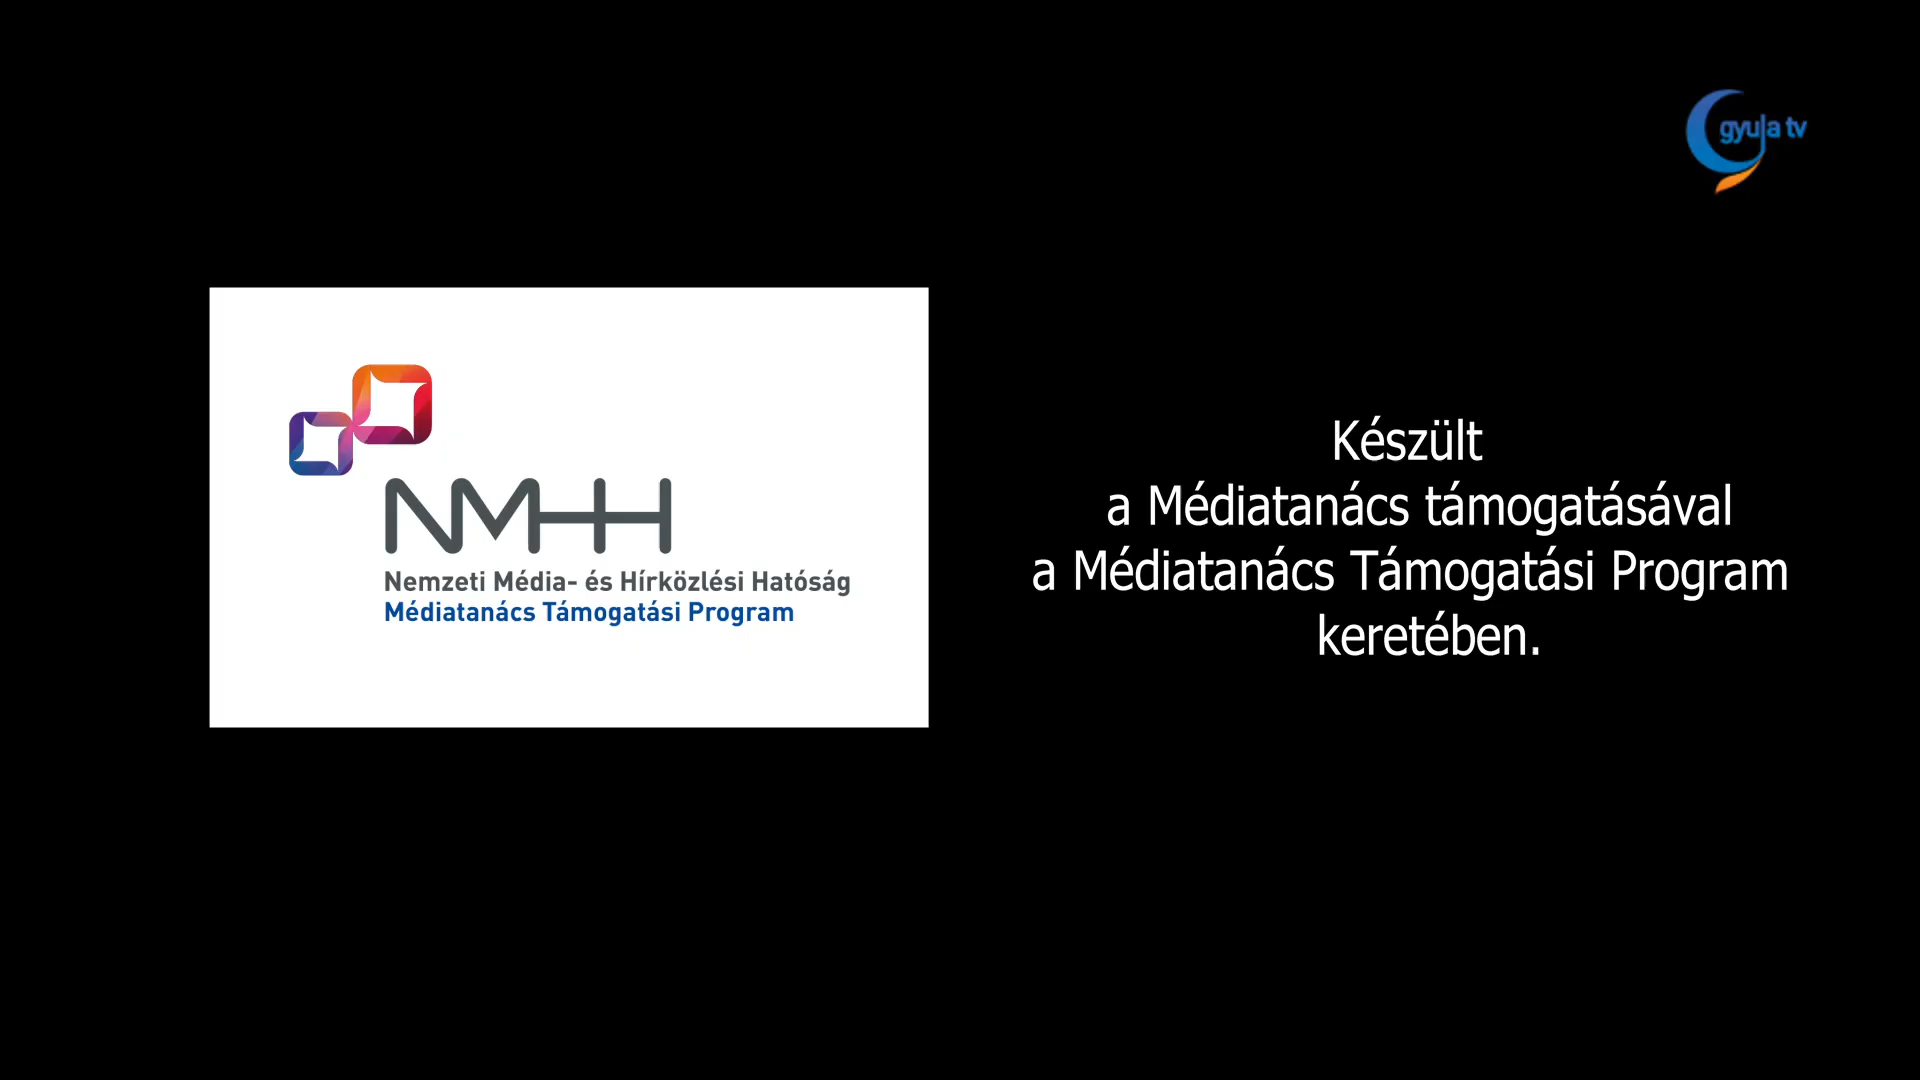 gyula tv
NMHH
Nemzeti Média- és Hírközlési Hatóság
Médiatanács Támogatási Program
Készült
a Médiatanács támogatásával
a Médiatanács Támogatási Program
keretében.